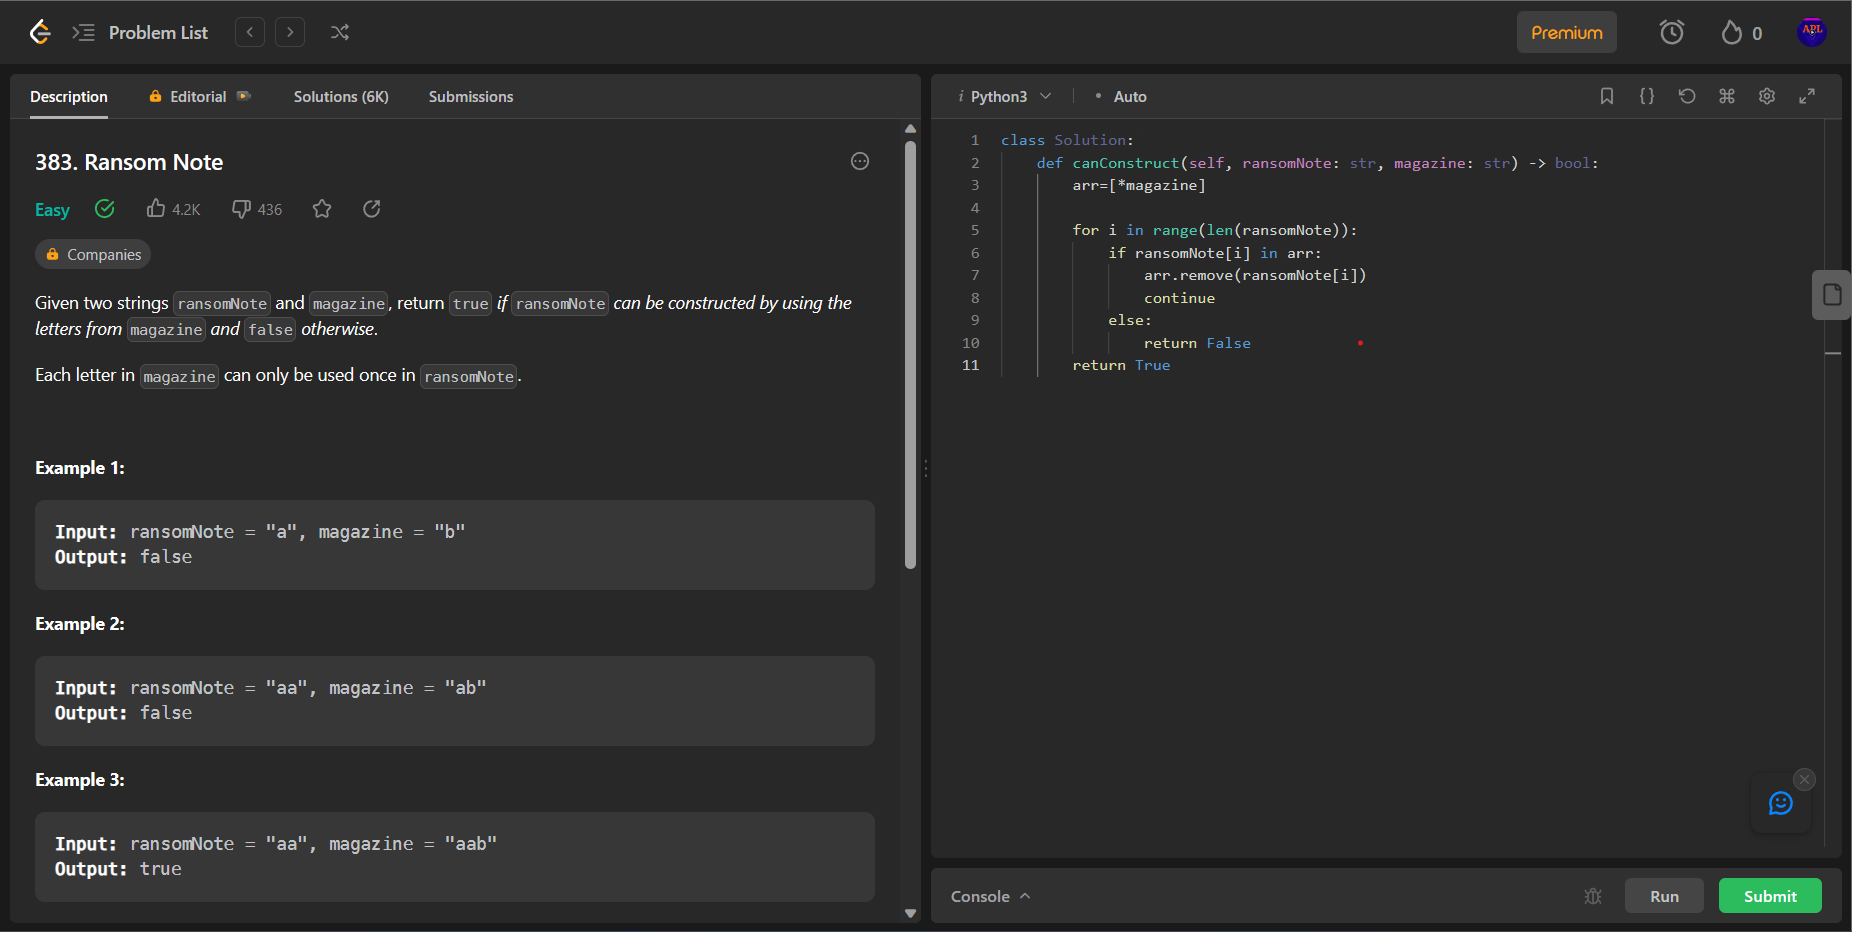 Problem List
Premium
0
APL
Description
Editorial
Solutions (6K)
Submissions
383. Ransom Note
Easy
4.2K
436
Companies
Given two strings ransomNote and magazine, return true if ransomNote can be constructed by using the
letters from magazine and false otherwise.
Each letter in magazine can only be used once in ransomNote.
Example 1:
Input: ransomNote = "a", magazine = "b"
Output: false
Example 2:
Input: ransomNote = "aa", magazine = "ab"
Output: false
Example 3:
Input: ransomNote = "aa", magazine = "aab"
Output: true
i Python3
• Auto
1 class Solution:
2 def canConstruct(self, ransomNote: str, magazine: str) -> bool:
3 arr=[*magazine]
4
5 for i in range(len(ransomNote)):
6 if ransomNote[i] in arr:
7 arr.remove(ransomNote[i])
8 continue
9 else:
10 return False
11 return True
Console
Run
Submit